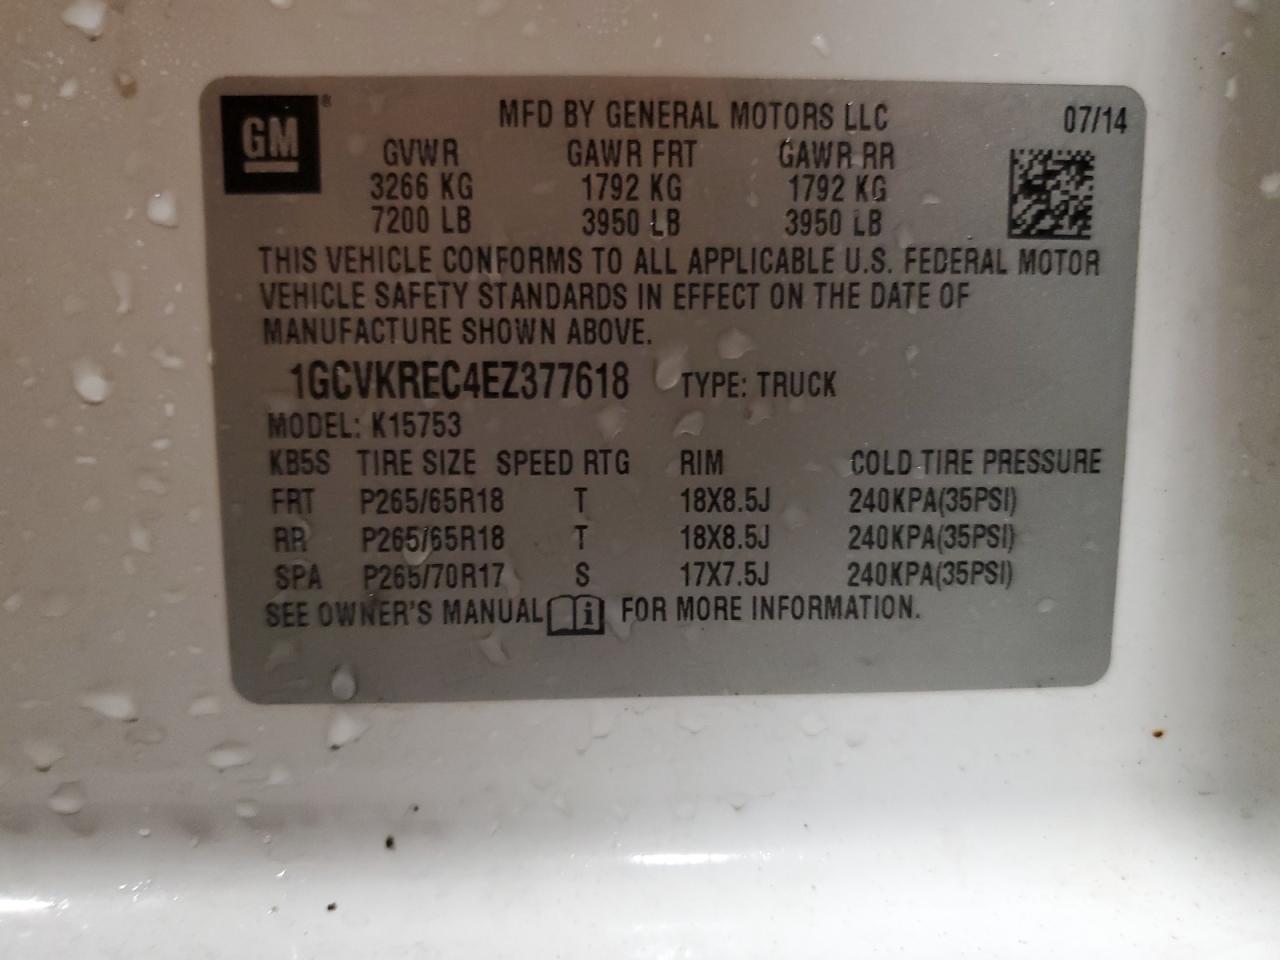 GM®
MFD BY GENERAL MOTORS LLC 07/14
GVWR GAWR FRT GAWR RR
3266 KG 1792 KG 1792 KG
7200 LB 3950 LB 3950 LB
THIS VEHICLE CONFORMS TO ALL APPLICABLE U.S. FEDERAL MOTOR
VEHICLE SAFETY STANDARDS IN EFFECT ON THE DATE OF
MANUFACTURE SHOWN ABOVE.
1GCVKREC4EZ377618 TYPE: TRUCK
MODEL: K15753
KB5S TIRE SIZE SPEED RTG RIM COLD TIRE PRESSURE
FRT P265/65R18 T 18X8.5J 240KPA(35PSI)
RR P265/65R18 T 18X8.5J 240KPA(35PSI)
SPA P265/70R17 S 17X7.5J 240KPA(35PSI)
SEE OWNER'S MANUAL i FOR MORE INFORMATION.